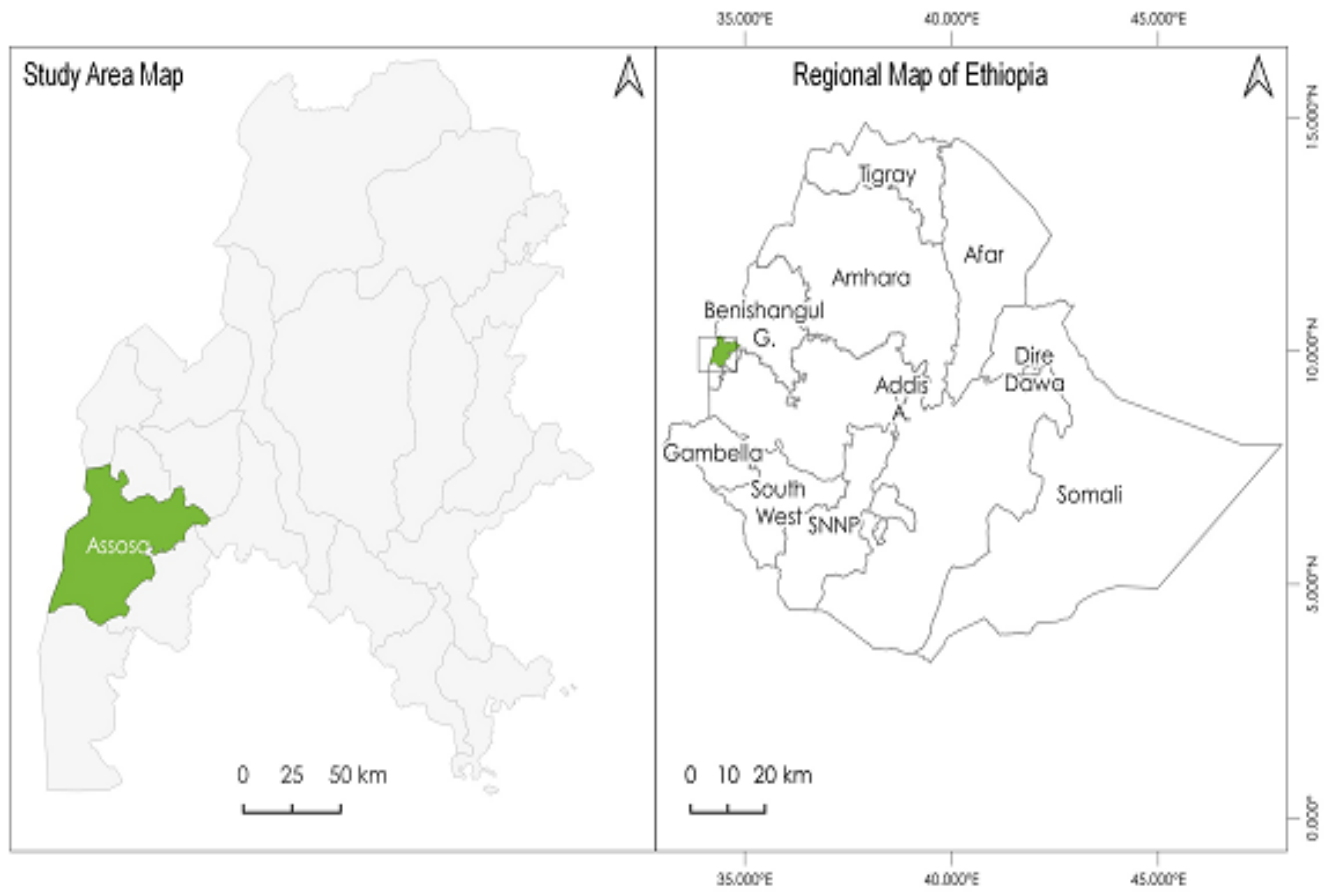 35.000°E 40.000°E 45.000°E
Study Area Map
Regional Map of Ethiopia
15.000°N
Tigray
Afar
Amhara
Benishangul
G.
10.000°N
Dire
Dawa
Addis
A.
Gambella
South
West
SNNP
Somali
Assosa
5.000°N
0 25 50 km
0 10 20 km
0.000°
35.000°E 40.000°E 45.000°E